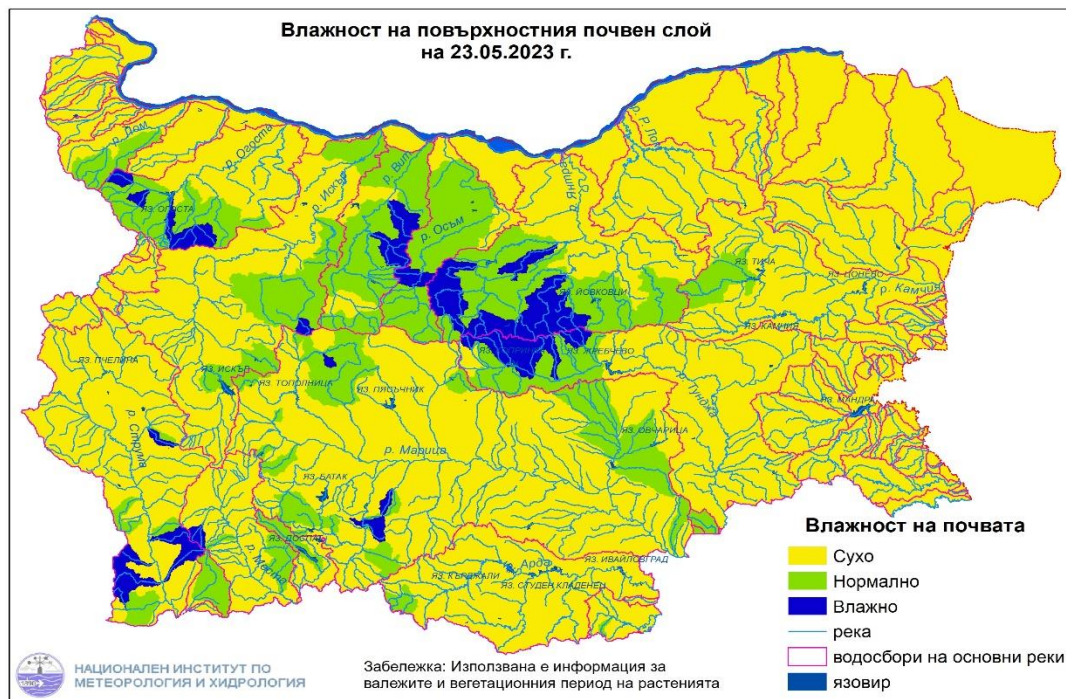 Влажност на повърхностния почвен слой
на 23.05.2023 г.
р. Лом
р. Огоста
р. Искър
р. Вит
р. Осъм
р. Янтра
р. Р Лом
ЯЗ. ОГОСТА
ЯЗ. ТИЧА
ЯЗ. ЦОНЕВО
р. Камчия
ЯЗ. ЙОВКОВЦИ
ЯЗ. КАМЧИЯ
ЯЗ. ЖРЕБЧЕВО
ЯЗ. ПЧЕЛИНА
ЯЗ. ИСКЪР
ЯЗ. ТОПОЛНИЦА
ЯЗ. ПЯСЪЧНИК
р. Тунджа
ЯЗ. МАНДРА
р. Струма
ЯЗ. ОВЧАРИЦА
р. Марица
ЯЗ. БАТАК
ЯЗ. ДОСПАТ
р. Места
Арда
ЯЗ. ИВАЙЛОВГРАД
ЯЗ. КЪРДЖАЛИ
ЯЗ. СТУДЕН КЛАДЕНЕЦ
Влажност на почвата
Сухо
Нормално
Влажно
река
водосбори на основни реки
язовир
НАЦИОНАЛЕН ИНСТИТУТ ПО
МЕТЕОРОЛОГИЯ И ХИДРОЛОГИЯ
Забележка: Използвана е информация за
валежите и вегетационния период на растенията